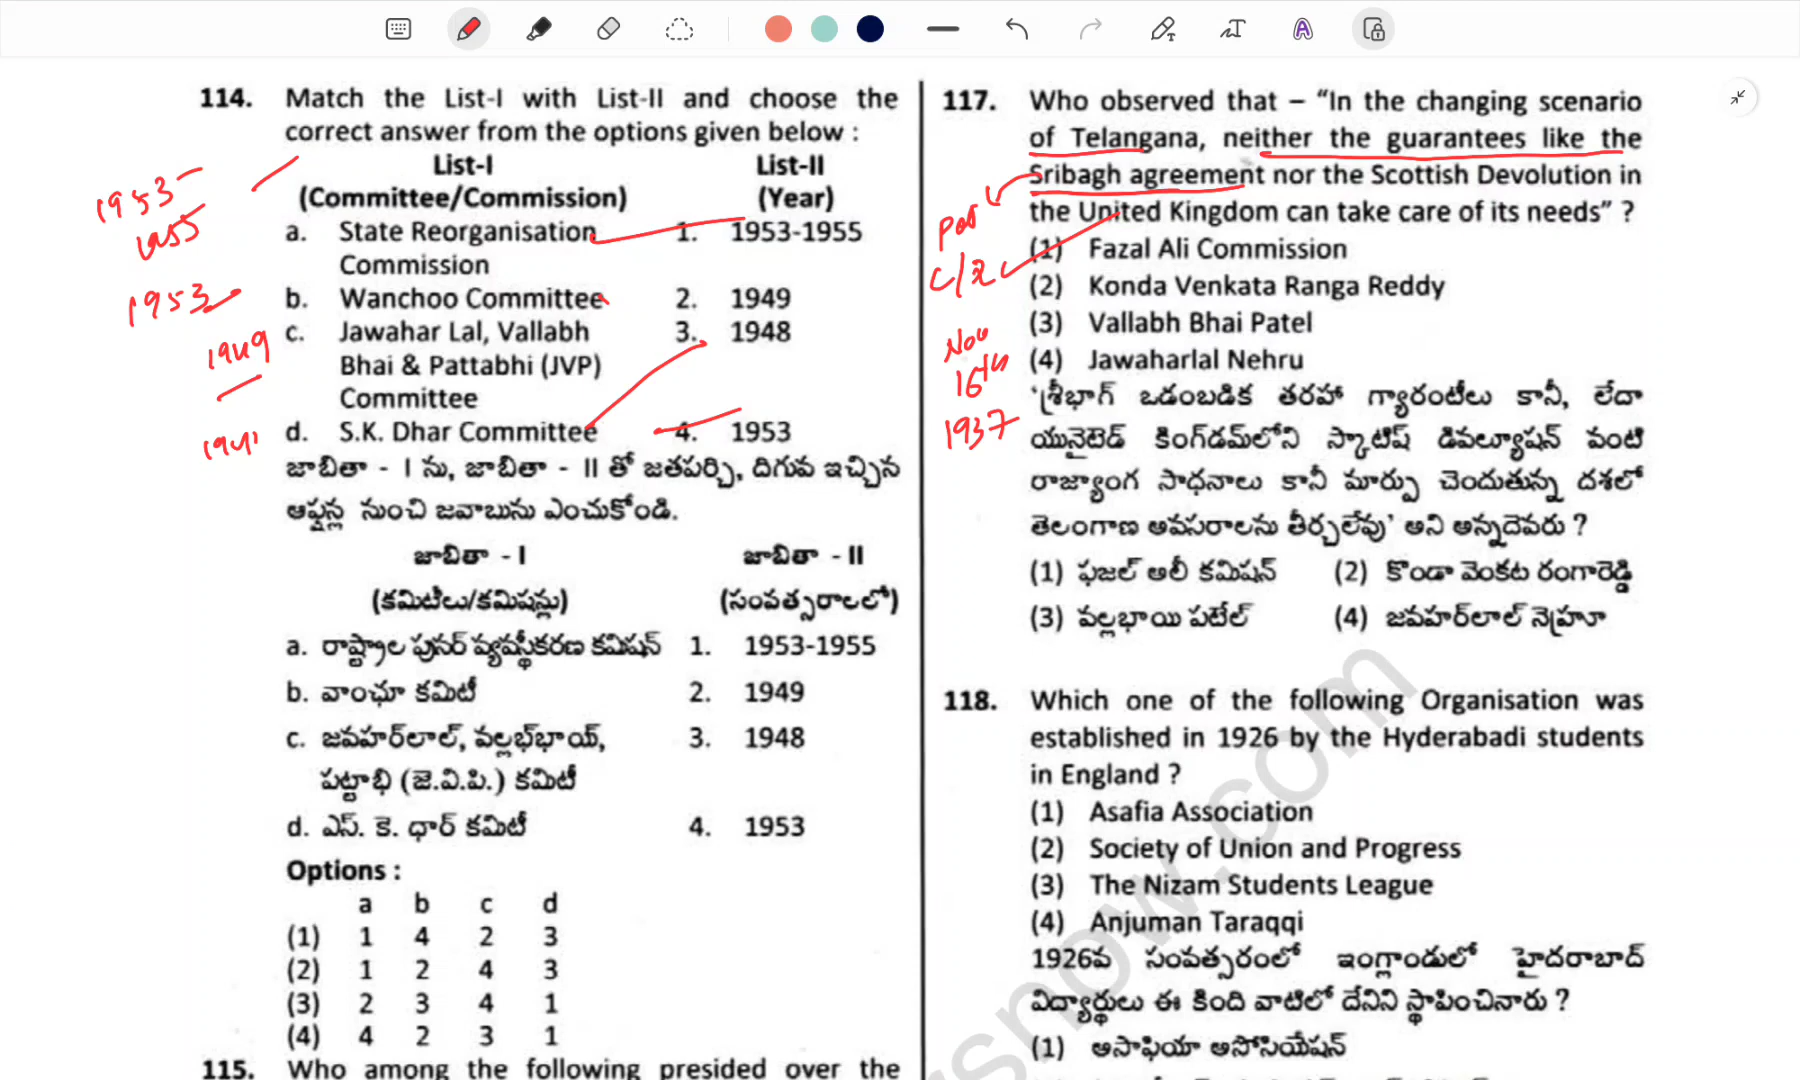 114. Match the List-I with List-II and choose the
correct answer from the options given below :
List-I List-II
(Committee/Commission) (Year)
a. State Reorganisation 1. 1953-1955
Commission
b. Wanchoo Committee 2. 1949
c. Jawahar Lal, Vallabh 3. 1948
Bhai & Pattabhi (JVP)
Committee
d. S.K. Dhar Committee 4. 1953
జాబితా - I ను, జాబితా - II తో జతపర్చి, దిగువ ఇచ్చిన
ఆప్షన్ల నుంచి జవాబును ఎంచుకోండి.
జాబితా - I జాబితా - II
(కమిటీలు/కమిషన్లు) (సంవత్సరాలలో)
a. రాష్ట్రాల పునర్ వ్యవస్థీకరణ కమిషన్ 1. 1953-1955
b. వాంఛూ కమిటీ 2. 1949
c. జవహర్‌లాల్, వల్లభ్‌భాయ్, 3. 1948
పట్టాభి (జె.వి.పి.) కమిటీ
d. ఎస్. కె. ధార్ కమిటీ 4. 1953
Options :
a b c d
(1) 1 4 2 3
(2) 1 2 4 3
(3) 2 3 4 1
(4) 4 2 3 1
115. Who among the following presided over the
1953
1955
1953
1949
117. Who observed that – “In the changing scenario
of Telangana, neither the guarantees like the
Sribagh agreement nor the Scottish Devolution in
the United Kingdom can take care of its needs” ?
(1) Fazal Ali Commission
(2) Konda Venkata Ranga Reddy
(3) Vallabh Bhai Patel
(4) Jawaharlal Nehru
'శ్రీభాగ్ ఒడంబడిక తరహా గ్యారంటీలు కానీ, లేదా
యునైటెడ్ కింగ్‌డమ్‌లోని స్కాటిష్ డివల్యూషన్ వంటి
రాజ్యాంగ సాధనాలు కానీ మార్పు చెందుతున్న దశలో
తెలంగాణ అవసరాలను తీర్చలేవు' అని అన్నదెవరు ?
(1) ఫజల్ అలీ కమిషన్ (2) కొండా వెంకట రంగారెడ్డి
(3) వల్లభాయి పటేల్ (4) జవహర్‌లాల్ నెహ్రూ
118. Which one of the following Organisation was
established in 1926 by the Hyderabadi students
in England ?
(1) Asafia Association
(2) Society of Union and Progress
(3) The Nizam Students League
(4) Anjuman Taraqqi
1926వ సంవత్సరంలో ఇంగ్లాండులో హైదరాబాద్
విద్యార్థులు ఈ కింది వాటిలో దేనిని స్థాపించినారు ?
(1) ఆసాఫియా అసోసియేషన్
Nov
16th
1937
rsnow.com